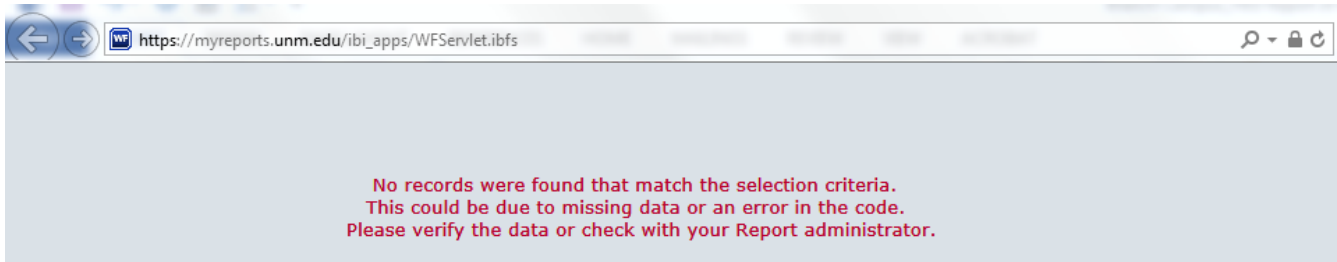 WF https://myreports.unm.edu/ibi_apps/WFServlet.ibfs
No records were found that match the selection criteria.
This could be due to missing data or an error in the code.
Please verify the data or check with your Report administrator.